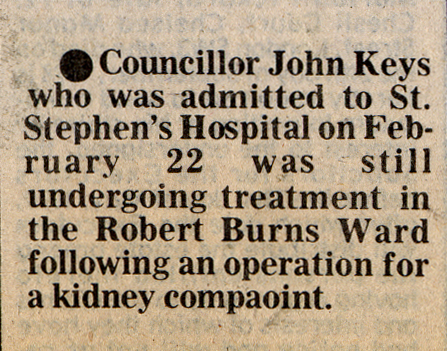 ● Councillor John Keys
who was admitted to St.
Stephen's Hospital on Feb-
ruary 22 was still
undergoing treatment in
the Robert Burns Ward
following an operation for
a kidney compaoint.